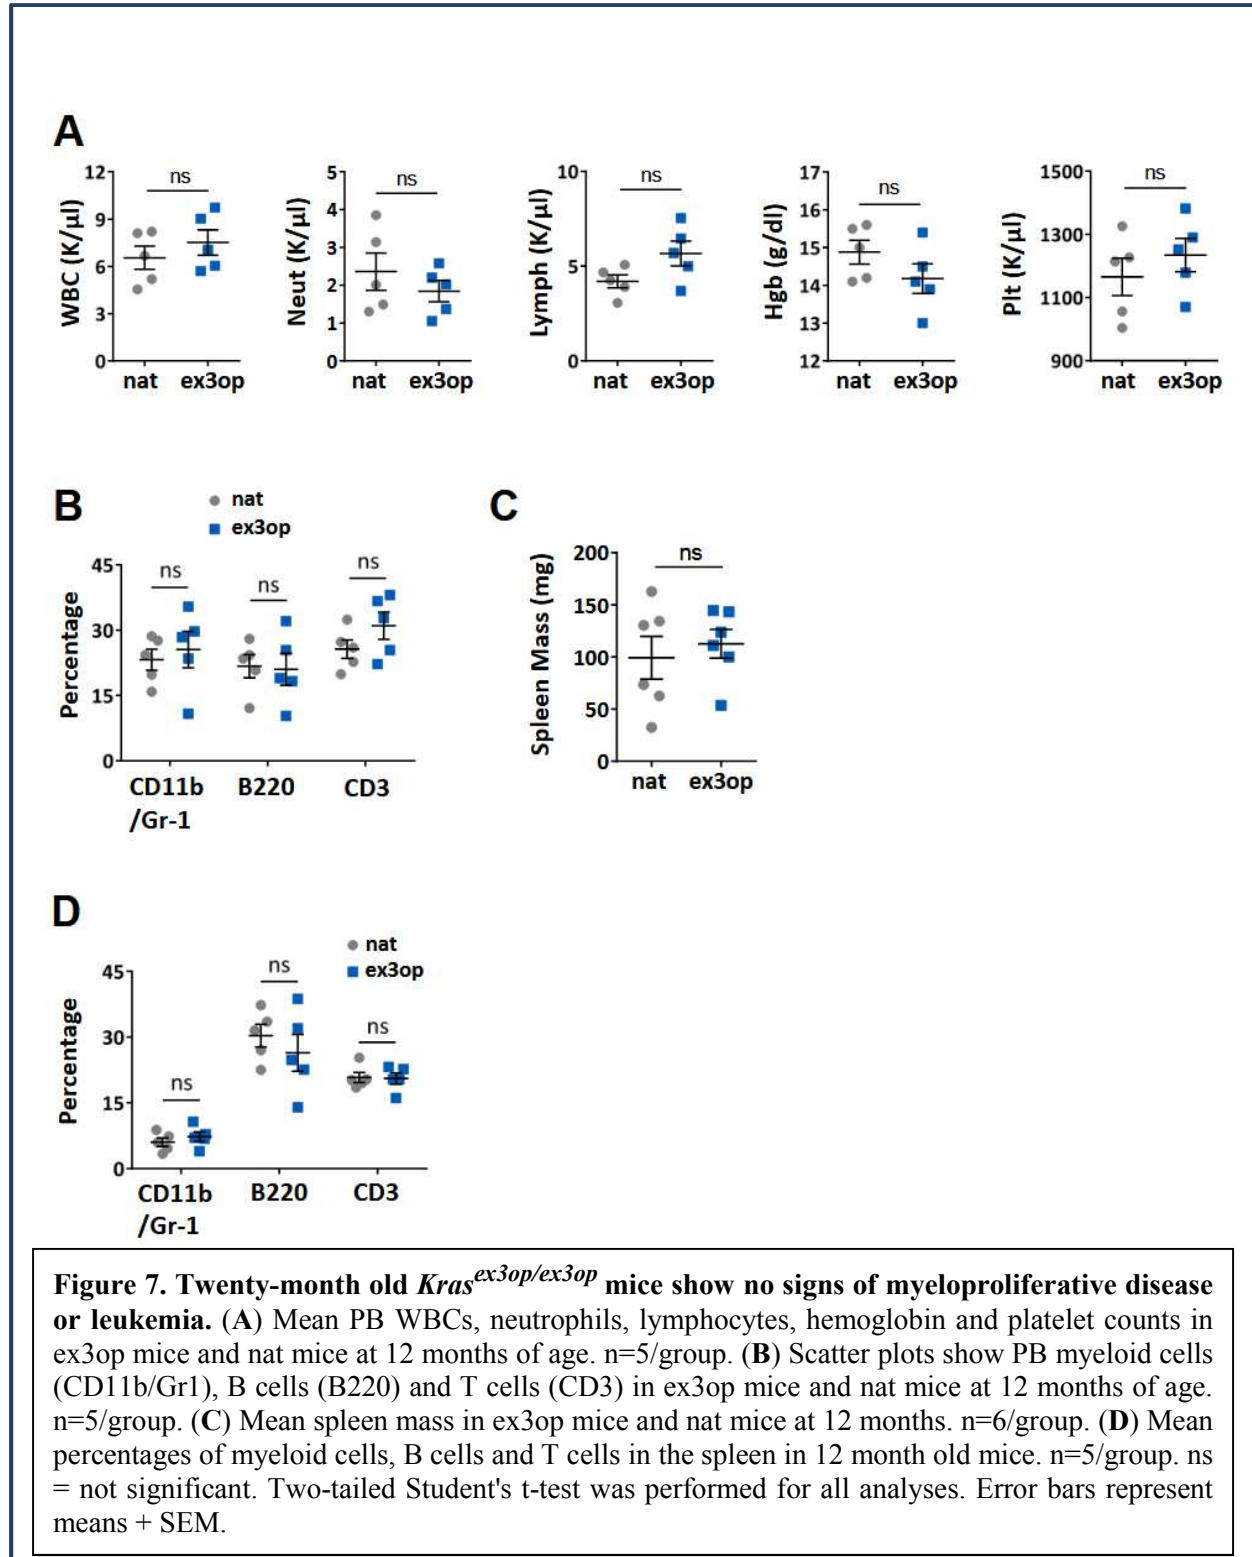 A
WBC (K/µl)
12
9
6
3
0
ns
nat ex3op
Neut (K/µl)
5
4
3
2
1
0
ns
nat ex3op
Lymph (K/µl)
10
5
0
ns
nat ex3op
Hgb (g/dl)
17
16
15
14
13
12
ns
nat ex3op
Plt (K/µl)
1500
1300
1100
900
ns
nat ex3op
B
nat
ex3op
Percentage
45
30
15
0
ns
ns
ns
CD11b
/Gr-1
B220
CD3
C
Spleen Mass (mg)
200
150
100
50
0
ns
nat ex3op
D
nat
ex3op
Percentage
45
30
15
0
ns
ns
ns
CD11b
/Gr-1
B220
CD3
Figure 7. Twenty-month old Kras^ex3op/ex3op mice show no signs of myeloproliferative disease
or leukemia. (A) Mean PB WBCs, neutrophils, lymphocytes, hemoglobin and platelet counts in
ex3op mice and nat mice at 12 months of age. n=5/group. (B) Scatter plots show PB myeloid cells
(CD11b/Gr1), B cells (B220) and T cells (CD3) in ex3op mice and nat mice at 12 months of age.
n=5/group. (C) Mean spleen mass in ex3op mice and nat mice at 12 months. n=6/group. (D) Mean
percentages of myeloid cells, B cells and T cells in the spleen in 12 month old mice. n=5/group. ns
= not significant. Two-tailed Student's t-test was performed for all analyses. Error bars represent
means + SEM.